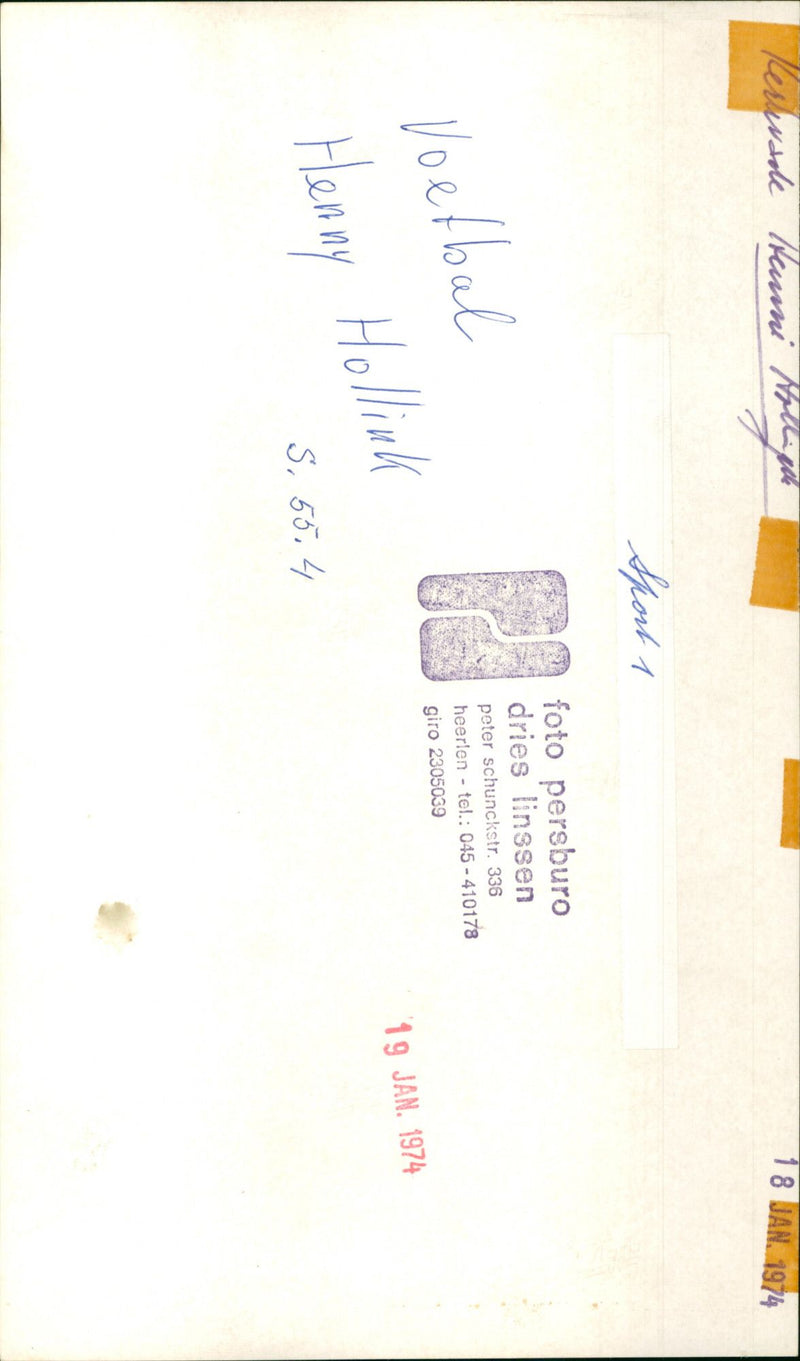 18 JAN. 1974
Sport 1
Voetbal
Henny Hollink
S. 55.4
foto persburo
dries linssen
peter schunckstr. 336
heerlen - tel.: 045-410178
giro 2305039
19 JAN. 1974